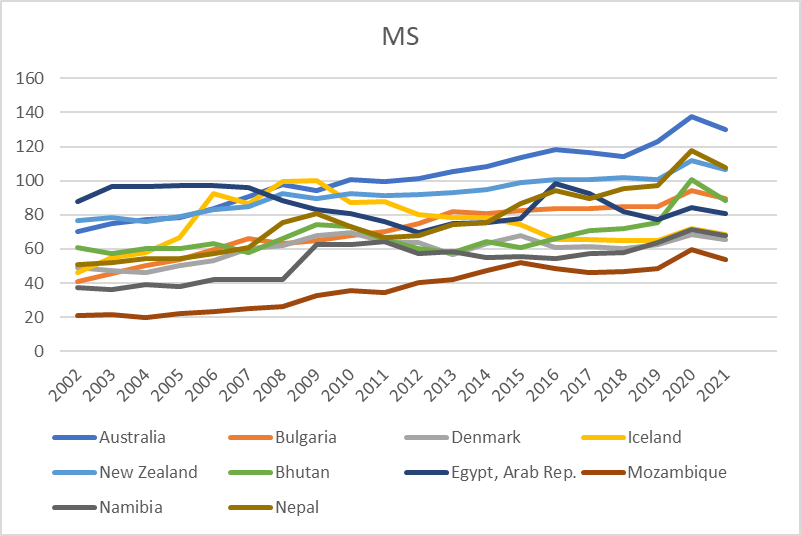 MS
160
140
120
100
80
60
40
20
0
2002 2003 2004 2005 2006 2007 2008 2009 2010 2011 2012 2013 2014 2015 2016 2017 2018 2019 2020 2021
Australia Bulgaria Denmark Iceland
New Zealand Bhutan Egypt, Arab Rep. Mozambique
Namibia Nepal